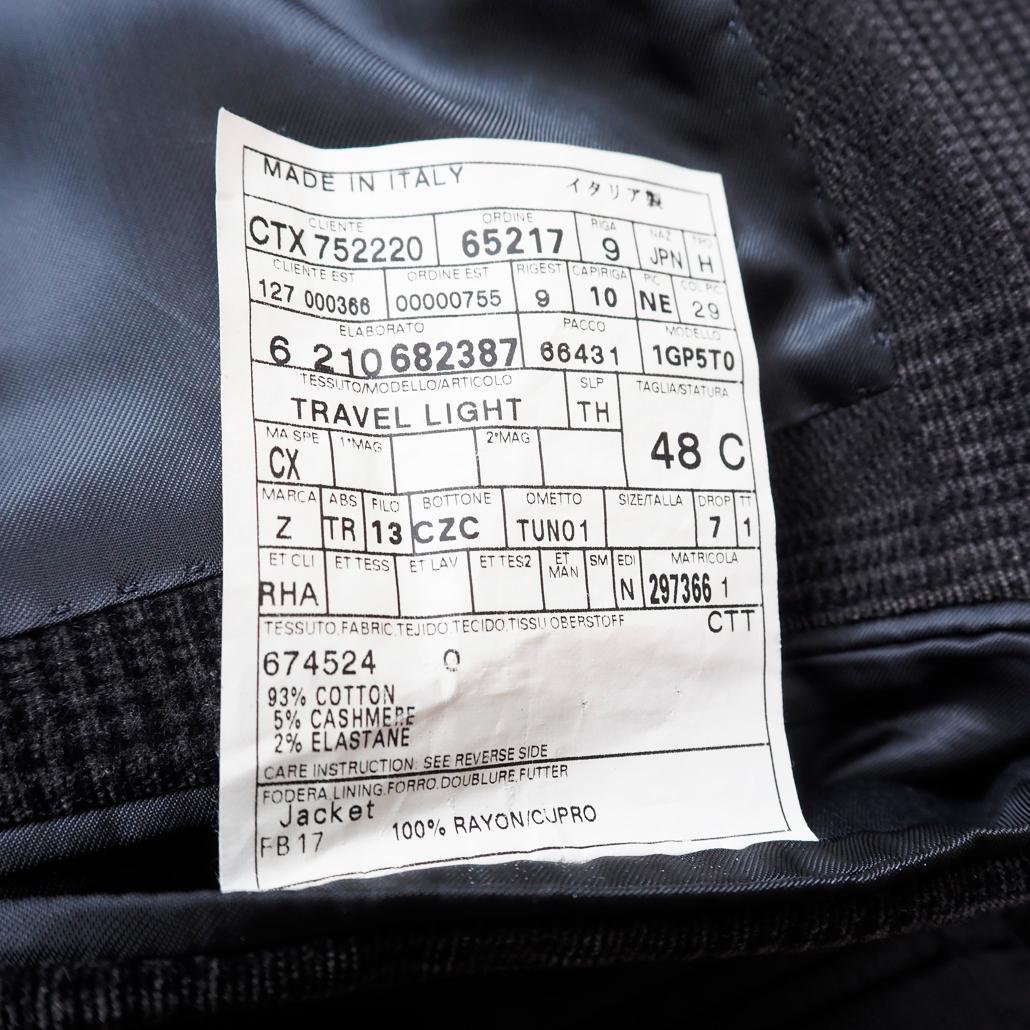 MADE IN ITALY イタリア製
CLIENTE ORDINE RIGA NAZ TIPO
CTX 752220 65217 9 JPN H
CLIENTE EST ORDINE EST RIGEST CAPIRIGA PC COL PC
127 000366 00000755 9 10 NE 29
ELABORATO PACCO MODELLO
6 210 682387 66431 1GP5T0
TESSUTO/MODELLO/ARTICOLO SLP TAGLIA/STATURA
TRAVEL LIGHT TH 48 C
MA SPE 1°MAG 2°MAG
CX
MARCA ABS FILO BOTTONE OMETTO SIZE/TALLA DROP TT
Z TR 13 CZC TUN01 7 1
ET CLI ET TESS ET LAV ET TES2 ET MAN SM EDI MATRICOLA
RHA N 297366 1
TESSUTO,FABRIC,TEJIDO,TECIDO,TISSU,OBERSTOFF CTT
674524 Q
93% COTTON
5% CASHMERE
2% ELASTANE
CARE INSTRUCTION: SEE REVERSE SIDE
FODERA,LINING,FORRO,DOUBLURE,FUTTER
Jacket 100% RAYON/CUPRO
FB17